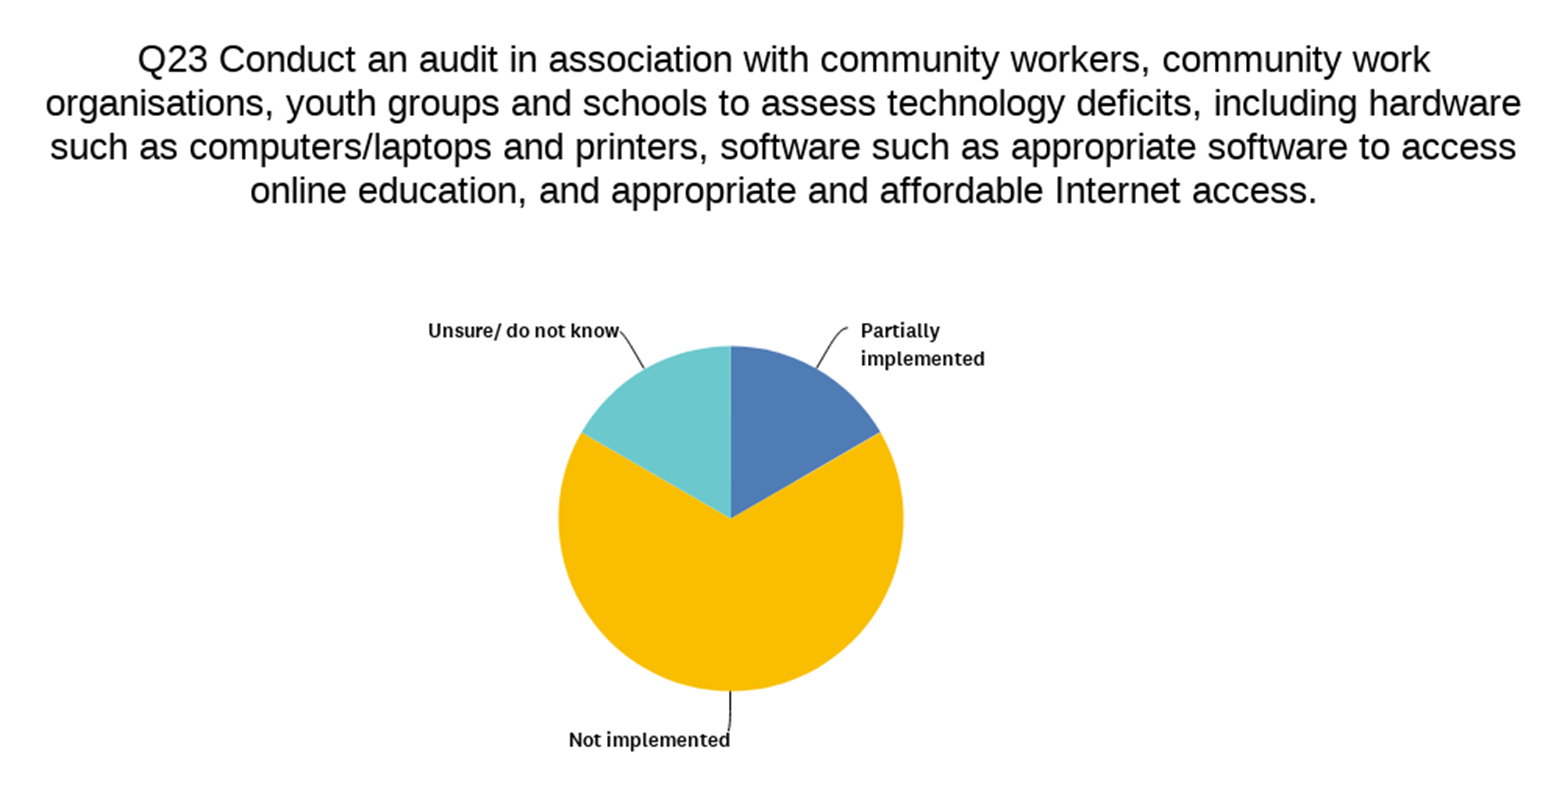 Q23 Conduct an audit in association with community workers, community work
organisations, youth groups and schools to assess technology deficits, including hardware
such as computers/laptops and printers, software such as appropriate software to access
online education, and appropriate and affordable Internet access.
Unsure/ do not know
Partially
implemented
Not implemented